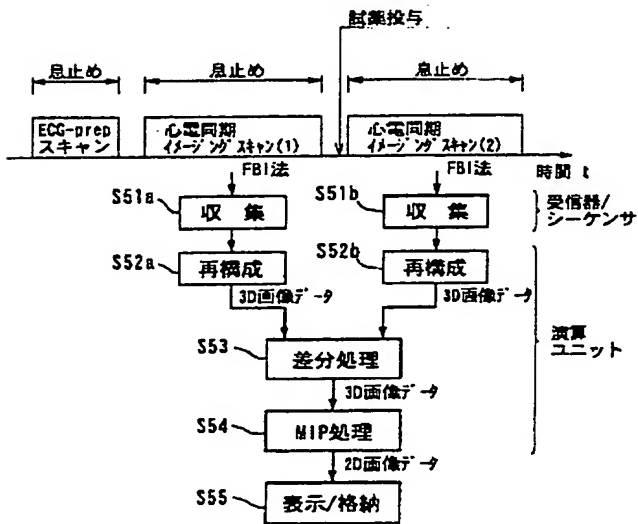 試薬投与
息止め
息止め
息止め
ECG-prep
スキャン
心電同期
イメージングスキャン(1)
心電同期
イメージングスキャン(2)
FBI法
FBI法
時間 t
S51a
収 集
S51b
収 集
受信器/
シーケンサ
S52a
再構成
S52b
再構成
3D画像データ
3D画像データ
S53
差分処理
演算
ユニット
3D画像データ
S54
MIP処理
2D画像データ
S55
表示/格納